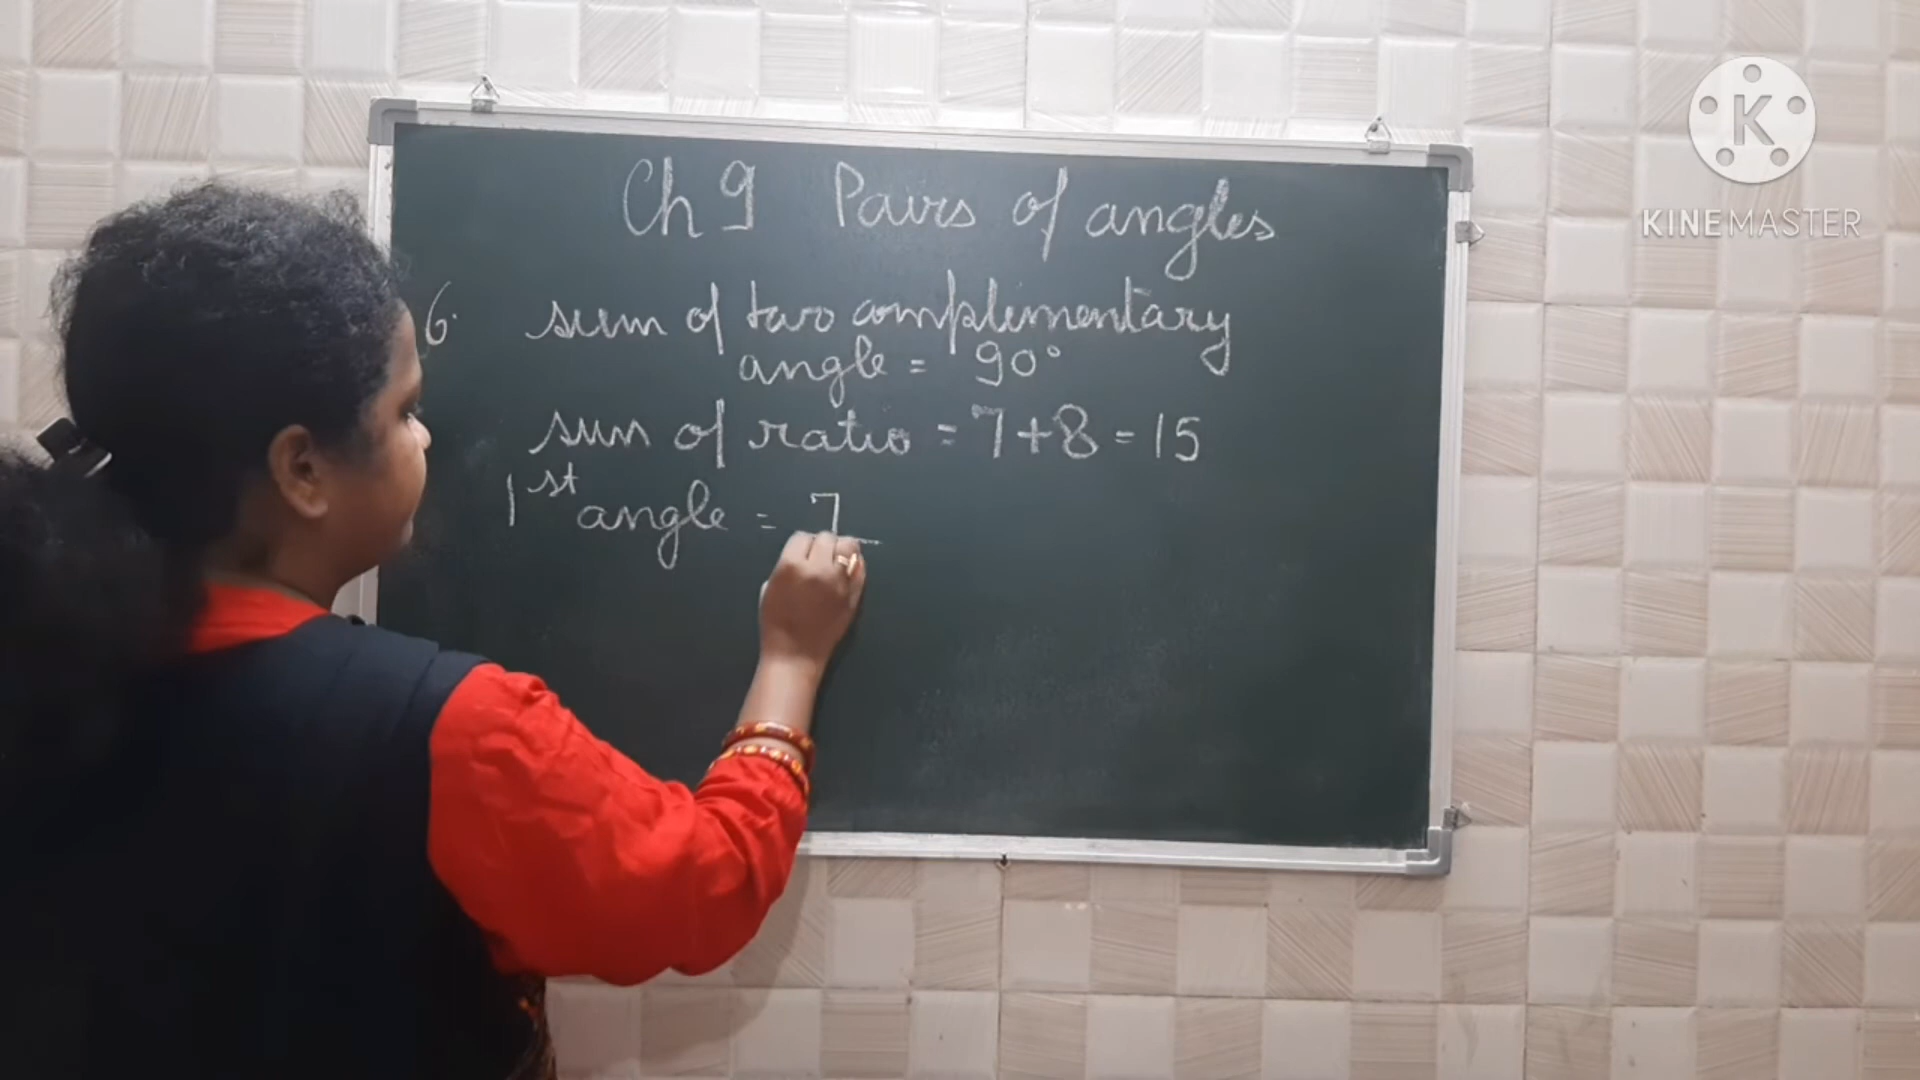 Ch 9 Pairs of angles
6. sum of two complimentary
angle = 90°
sum of ratio = 7+8 = 15
1st angle = 7
K
KINEMASTER